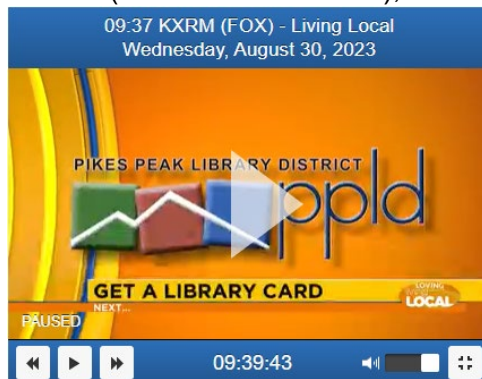 09:37 KXRM (FOX) - Living Local
Wednesday, August 30, 2023
PIKES PEAK LIBRARY DISTRICT
ppld
GET A LIBRARY CARD
NEXT...
LOVING
LOCAL
PAUSED
09:39:43